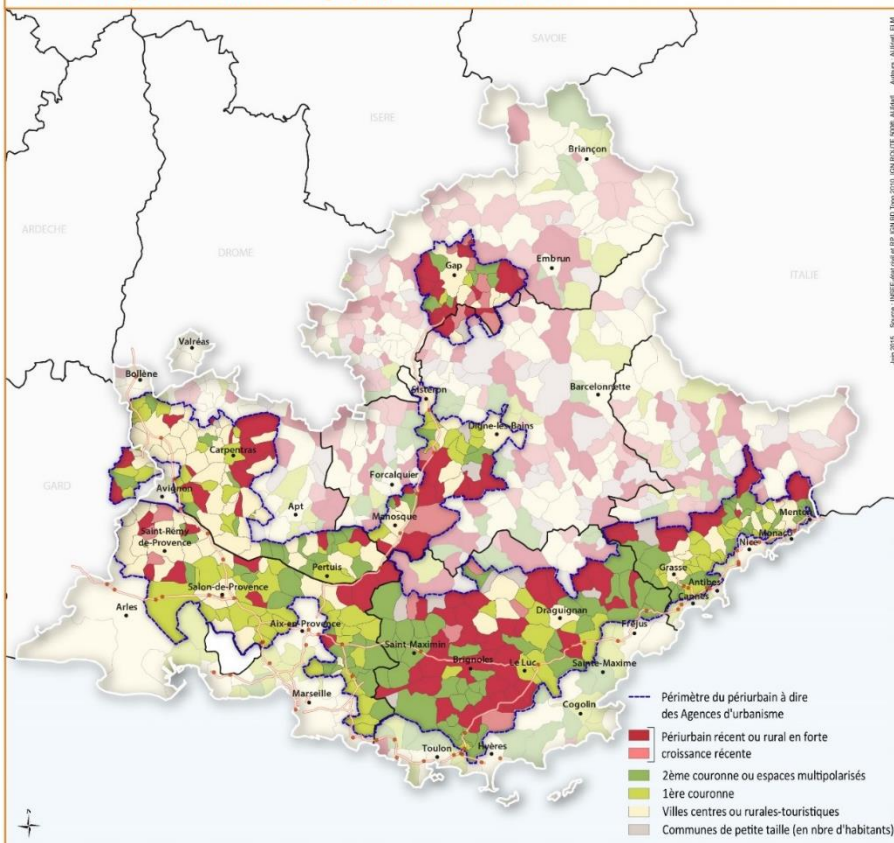 SAVOIE
ISERE
Briançon
ARDECHE
DROME
Gap
Embrun
ITALIE
Valréas
Bollène
Sisteron
Barcelonnette
Digne-les-Bains
Carpentras
GARD
Avignon
Forcalquier
Apt
Manosque
Menton
Saint-Rémy
de-Provence
Monaco
Nice
Pertuis
Grasse
Salon-de-Provence
Antibes
Cannes
Arles
Aix-en-Provence
Draguignan
Fréjus
Saint-Maximin
Brignoles
Le Luc
Sainte-Maxime
Marseille
Cogolin
Toulon
Hyères
Périmètre du périurbain à dire
des Agences d'urbanisme
Périurbain récent ou rural en forte
croissance récente
2ème couronne ou espaces multipolarisés
1ère couronne
Villes centres ou rurales-touristiques
Communes de petite taille (en nbre d'habitants)